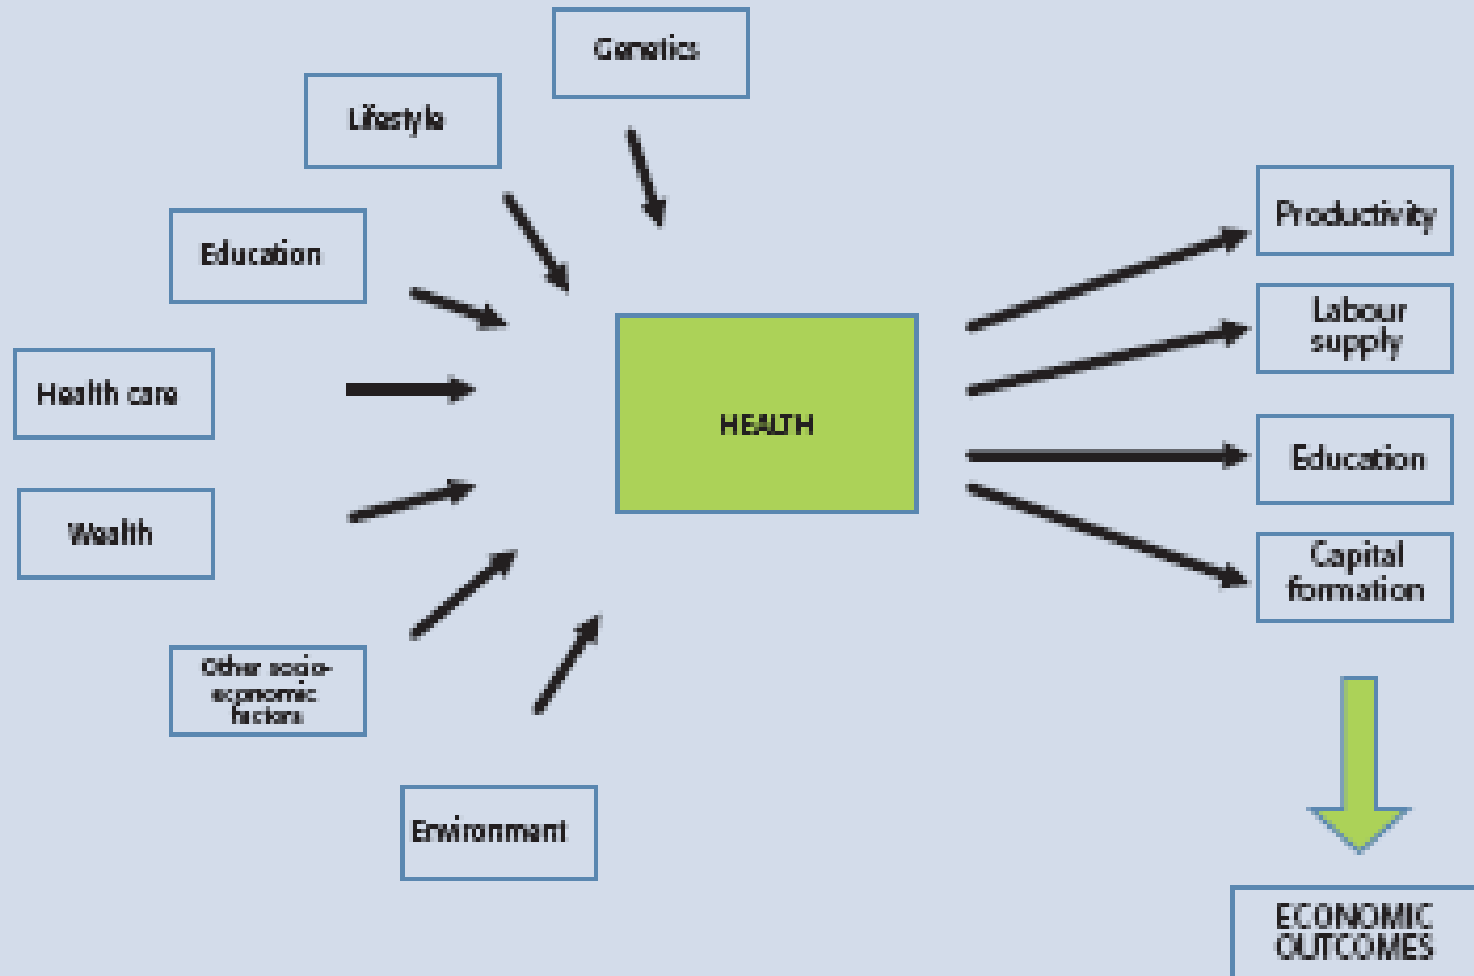 Genetics
Lifestyle
Education
Health care
Wealth
Other socio-
economic
factors
Environment
HEALTH
Productivity
Labour
supply
Education
Capital
formation
ECONOMIC
OUTCOMES